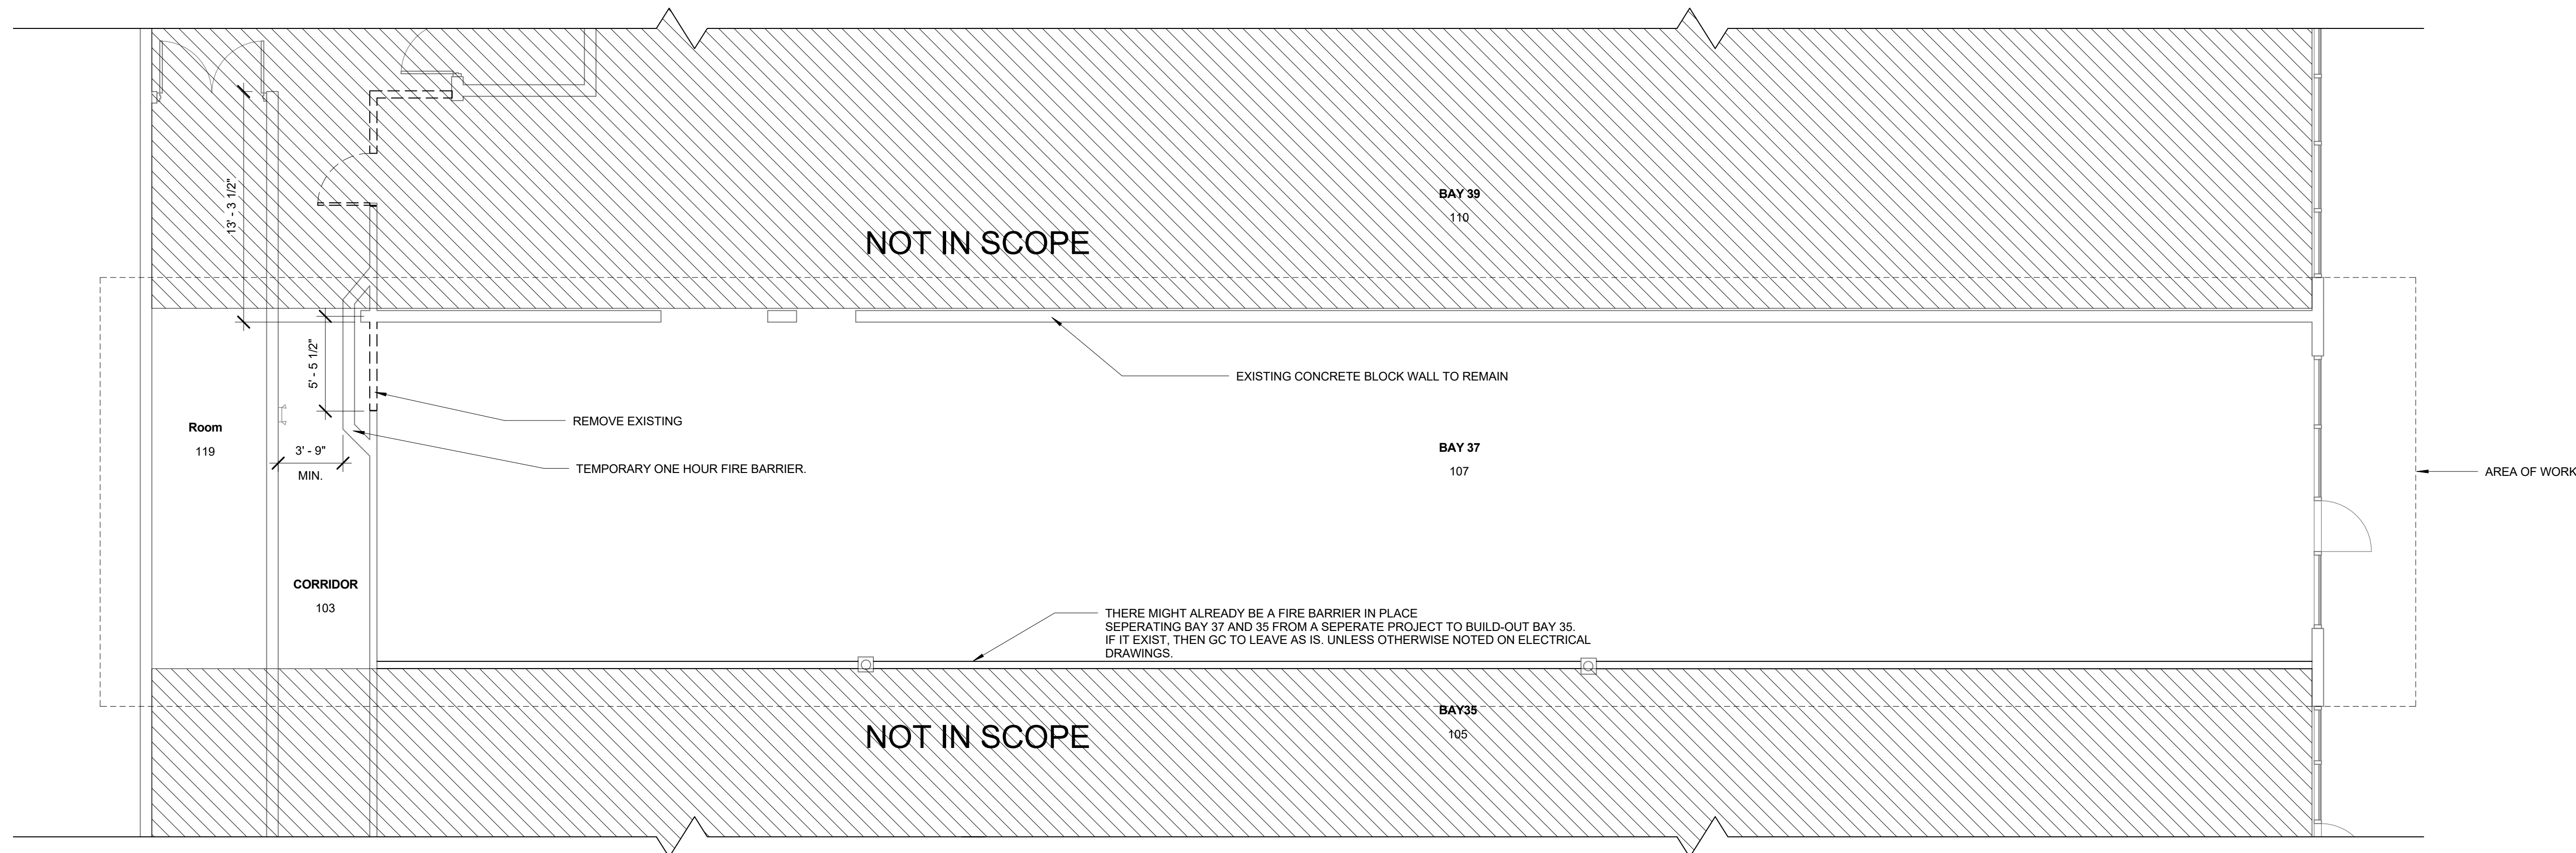 13' - 3 1/2"
BAY 39
110
NOT IN SCOPE
5' - 5 1/2"
EXISTING CONCRETE BLOCK WALL TO REMAIN
REMOVE EXISTING
Room
119
3' - 9"
MIN.
TEMPORARY ONE HOUR FIRE BARRIER.
BAY 37
107
AREA OF WORK
CORRIDOR
103
THERE MIGHT ALREADY BE A FIRE BARRIER IN PLACE
SEPERATING BAY 37 AND 35 FROM A SEPERATE PROJECT TO BUILD-OUT BAY 35.
IF IT EXIST, THEN GC TO LEAVE AS IS. UNLESS OTHERWISE NOTED ON ELECTRICAL
DRAWINGS.
BAY35
105
NOT IN SCOPE